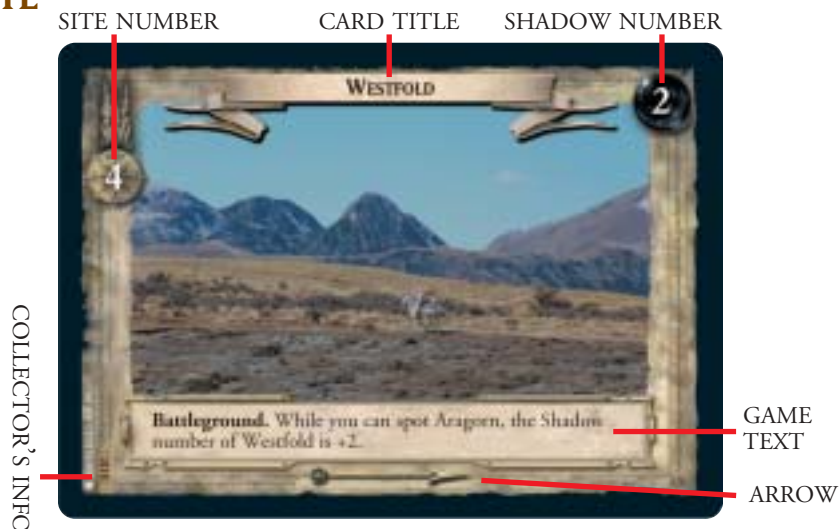 SITE NUMBER
CARD TITLE
SHADOW NUMBER
WESTFOLD
2
4
Battleground. While you can spot Aragorn, the Shadow
number of Westfold is +2.
GAME
TEXT
ARROW
COLLECTOR'S INFO